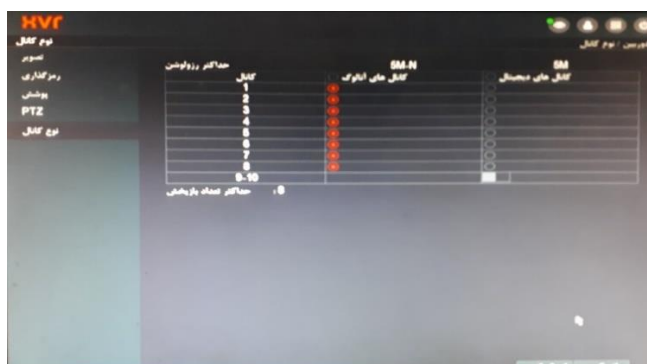 XVR
نوع کانال
دوربین / نوع کانال
تصویر
رمزگذاری
پوشش
PTZ
نوع کانال
حداکثر رزولوشن 5M-N 5M
کانال کانال های آنالوگ کانال های دیجیتال
1
2
3
4
5
6
7
8
9-10
حداکثر تعداد بازپخش 8